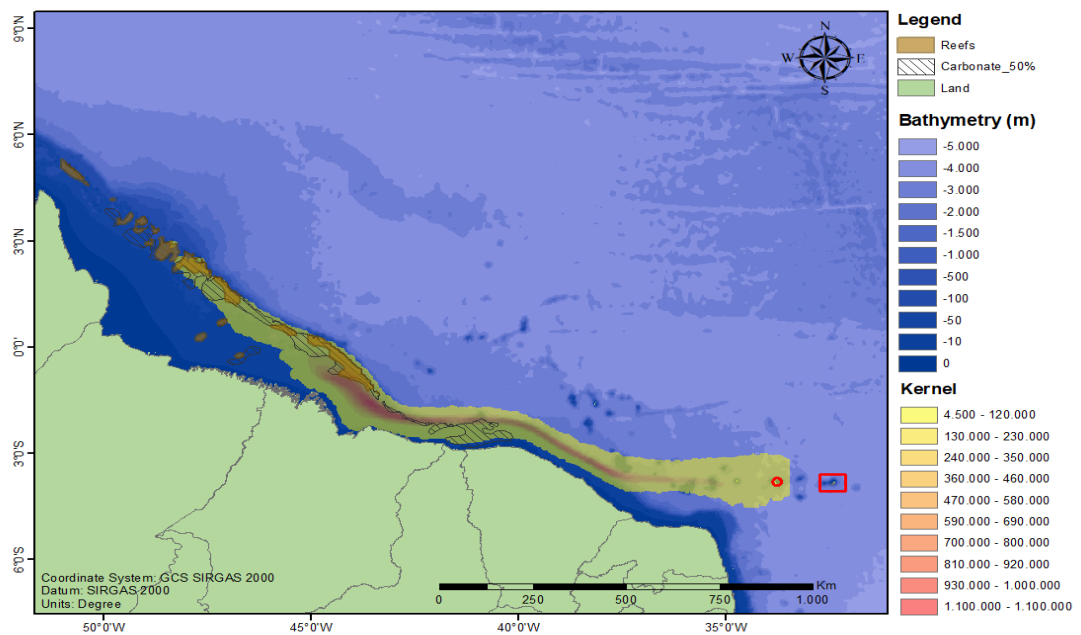 9°0'N
6°0'N
3°0'N
0°0'
3°0'S
6°0'S
N
W
E
S
Coordinate System: GCS SIRGAS 2000
Datum: SIRGAS 2000
Units: Degree
Km
0 250 500 750 1.000
50°0'W 45°0'W 40°0'W 35°0'W
Legend
Reefs
Carbonate_50%
Land
Bathymetry (m)
-5.000
-4.000
-3.000
-2.000
-1.500
-1.000
-500
-100
-50
-10
0
Kernel
4.500 - 120.000
130.000 - 230.000
240.000 - 350.000
360.000 - 460.000
470.000 - 580.000
590.000 - 690.000
700.000 - 800.000
810.000 - 920.000
930.000 - 1.000.000
1.100.000 - 1.100.000